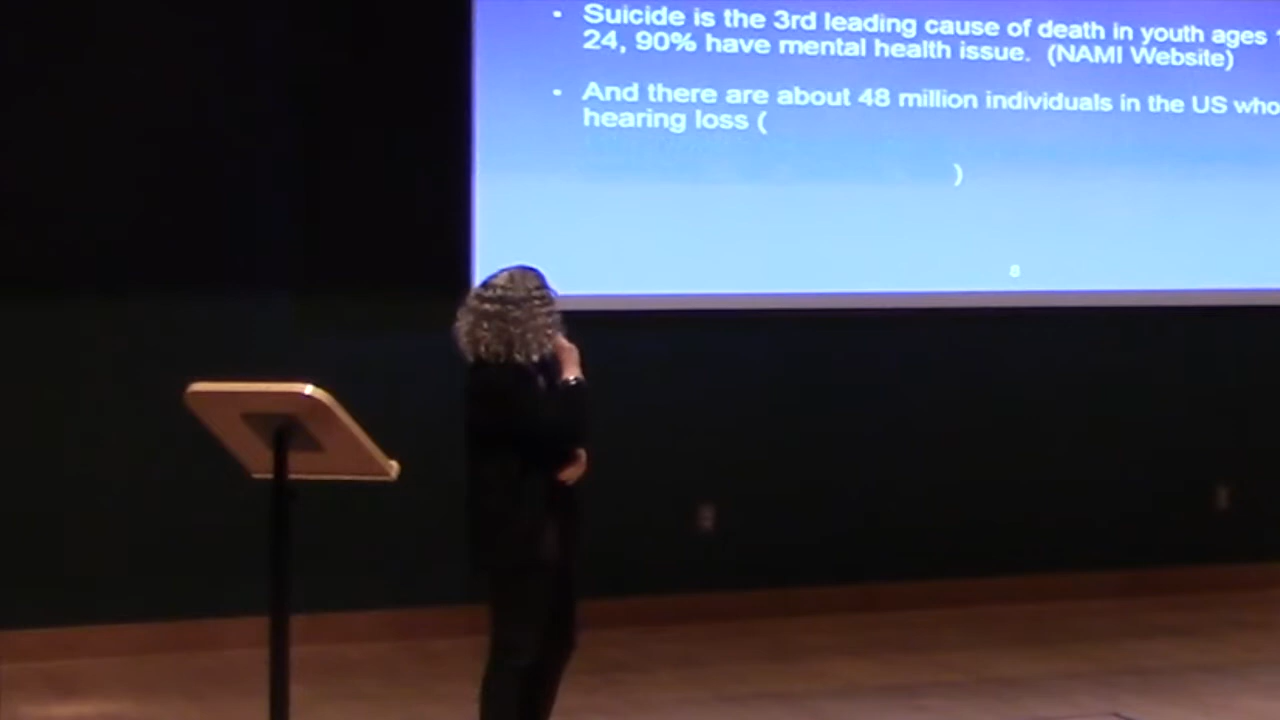 • Suicide is the 3rd leading cause of death in youth ages
24, 90% have mental health issue. (NAMI Website)
• And there are about 48 million individuals in the US who
hearing loss (
)
8